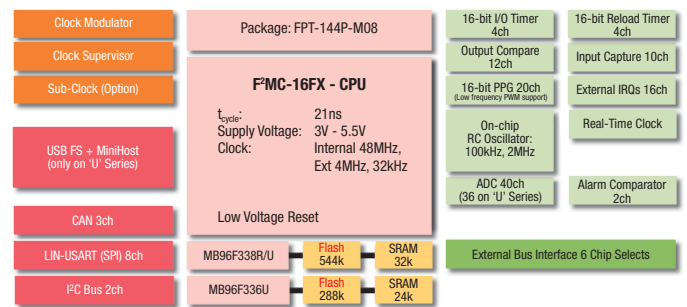 Clock Modulator
Clock Supervisor
Sub-Clock (Option)
USB FS + MiniHost
(only on 'U' Series)
CAN 3ch
LIN-USART (SPI) 8ch
I²C Bus 2ch
Package: FPT-144P-M08
F²MC-16FX - CPU
tcycle: 21ns
Supply Voltage: 3V - 5.5V
Clock: Internal 48MHz,
Ext 4MHz, 32kHz
Low Voltage Reset
MB96F338R/U
Flash
544k
SRAM
32k
MB96F336U
Flash
288k
SRAM
24k
16-bit I/O Timer
4ch
16-bit Reload Timer
4ch
Output Compare
12ch
Input Capture 10ch
16-bit PPG 20ch
(Low frequency PWM support)
External IRQs 16ch
On-chip
RC Oscillator:
100kHz, 2MHz
Real-Time Clock
ADC 40ch
(36 on 'U' Series)
Alarm Comparator
2ch
External Bus Interface 6 Chip Selects